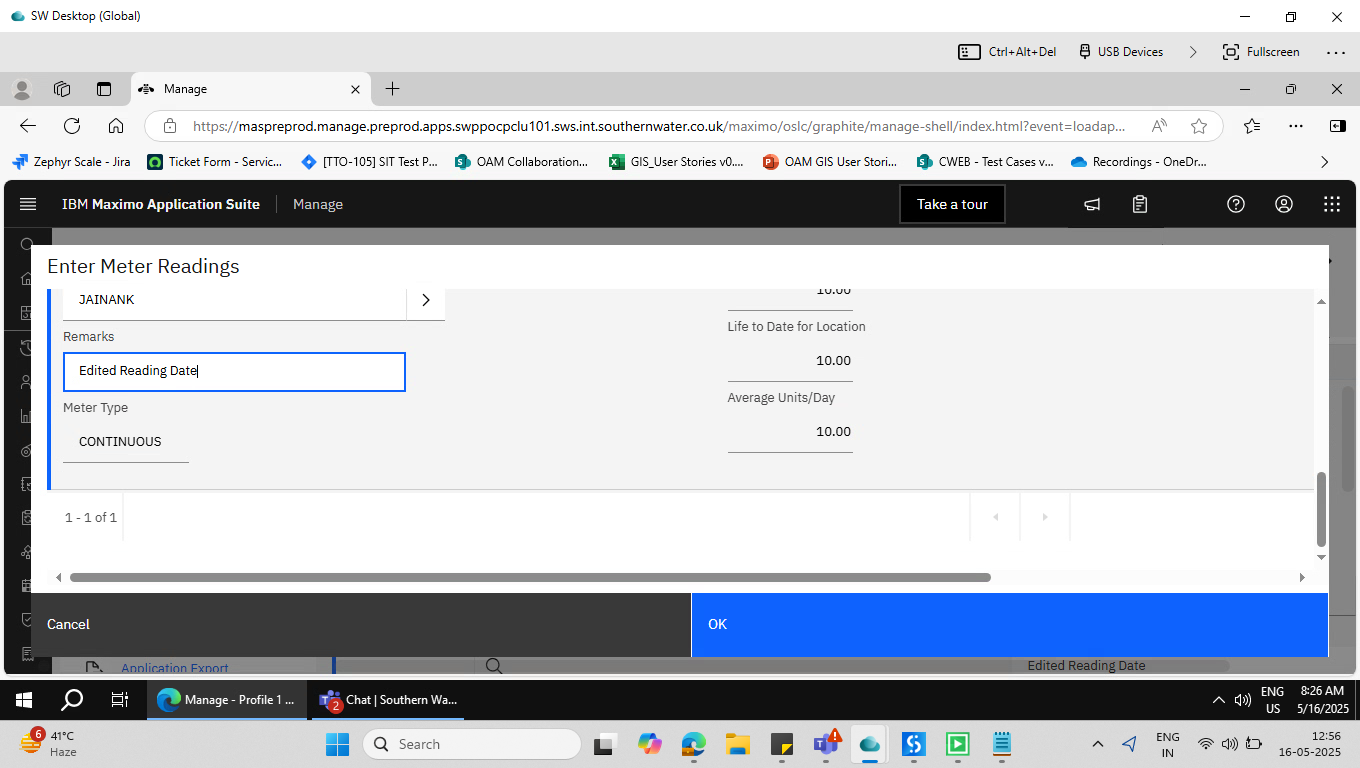 SW Desktop (Global)
Ctrl+Alt+Del
USB Devices
Fullscreen
Manage
https://maspreprod.manage.preprod.apps.swppocpclu101.sws.int.southernwater.co.uk/maximo/oslc/graphite/manage-shell/index.html?event=loadap...
Zephyr Scale - Jira
Ticket Form - Servic...
[TTO-105] SIT Test P...
OAM Collaboration...
GIS_User Stories v0....
OAM GIS User Stori...
CWEB - Test Cases v...
Recordings - OneDr...
IBM Maximo Application Suite
Manage
Take a tour
Enter Meter Readings
JAINANK
10.00
Remarks
Life to Date for Location
Edited Reading Date
10.00
Meter Type
Average Units/Day
CONTINUOUS
10.00
1 - 1 of 1
Cancel
OK
Application Export
Edited Reading Date
Manage - Profile 1 ...
2
Chat | Southern Wa...
ENG
US
8:26 AM
5/16/2025
6
41°C
Haze
Search
ENG
IN
12:56
16-05-2025